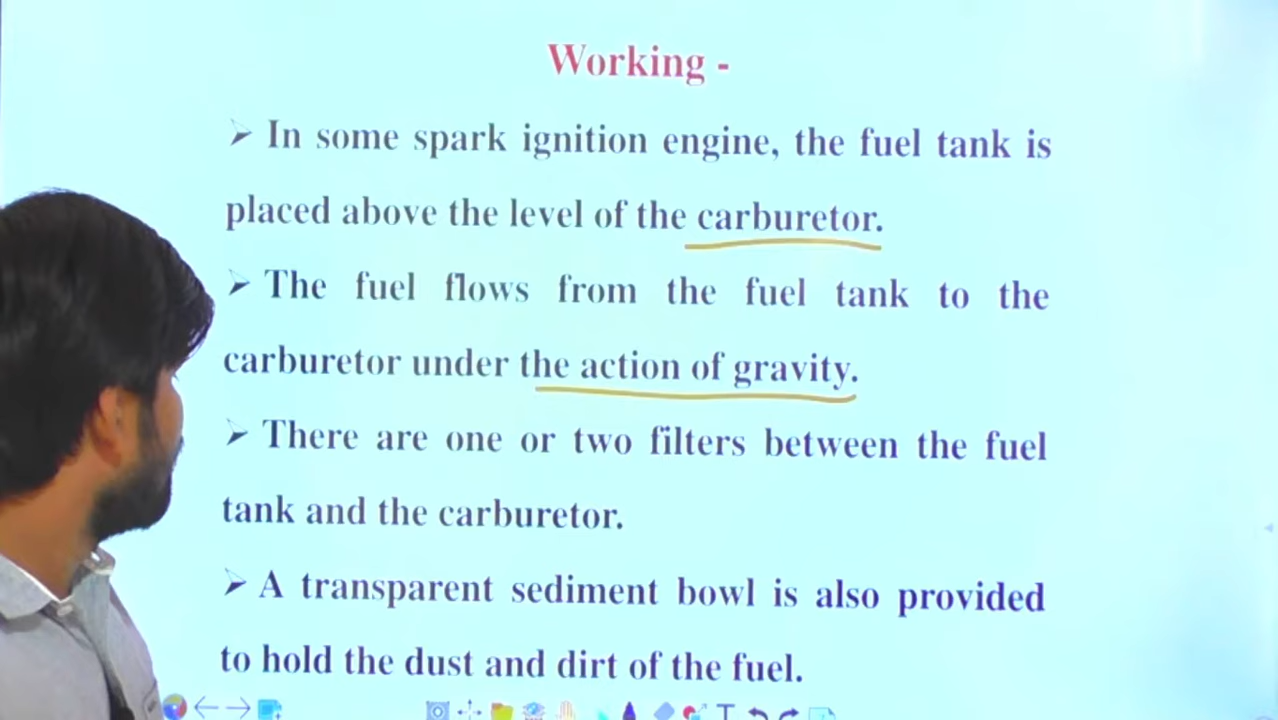 Working -
➢ In some spark ignition engine, the fuel tank is
placed above the level of the carburetor.
➢ The fuel flows from the fuel tank to the
carburetor under the action of gravity.
➢ There are one or two filters between the fuel
tank and the carburetor.
➢ A transparent sediment bowl is also provided
to hold the dust and dirt of the fuel.